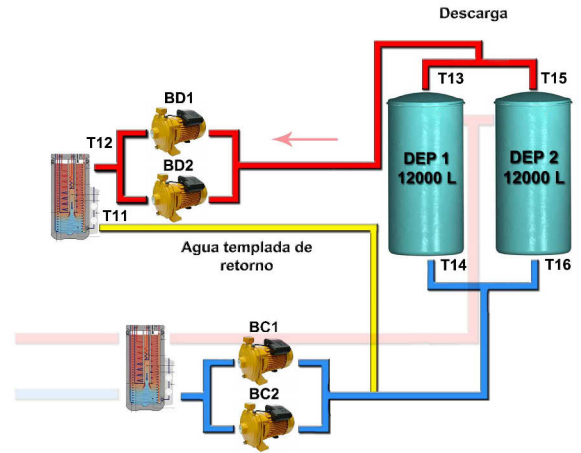 Descarga
T13
T15
BD1
T12
DEP 1
12000 L
DEP 2
12000 L
BD2
T11
Agua templada de
retorno
T14
T16
BC1
BC2